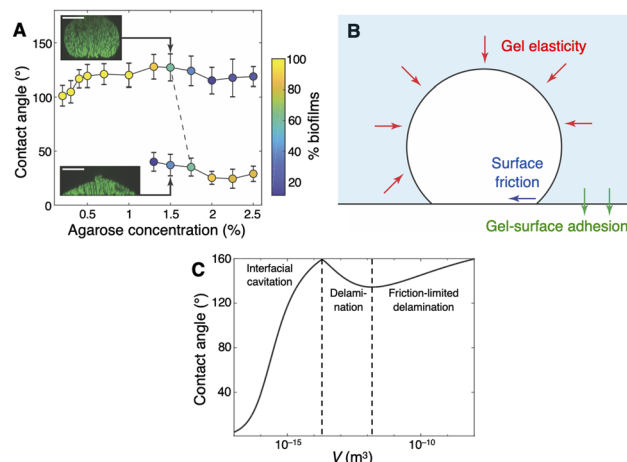 A
150
100
50
0
Contact angle (°)
0.5
1
1.5
2
2.5
Agarose concentration (%)
100
80
60
40
20
% biofilms
B
Gel elasticity
Surface
friction
Gel-surface adhesion
C
160
120
80
40
Contact angle (°)
Interfacial
cavitation
Delami-
nation
Friction-limited
delamination
10⁻¹⁵
10⁻¹⁰
V (m³)